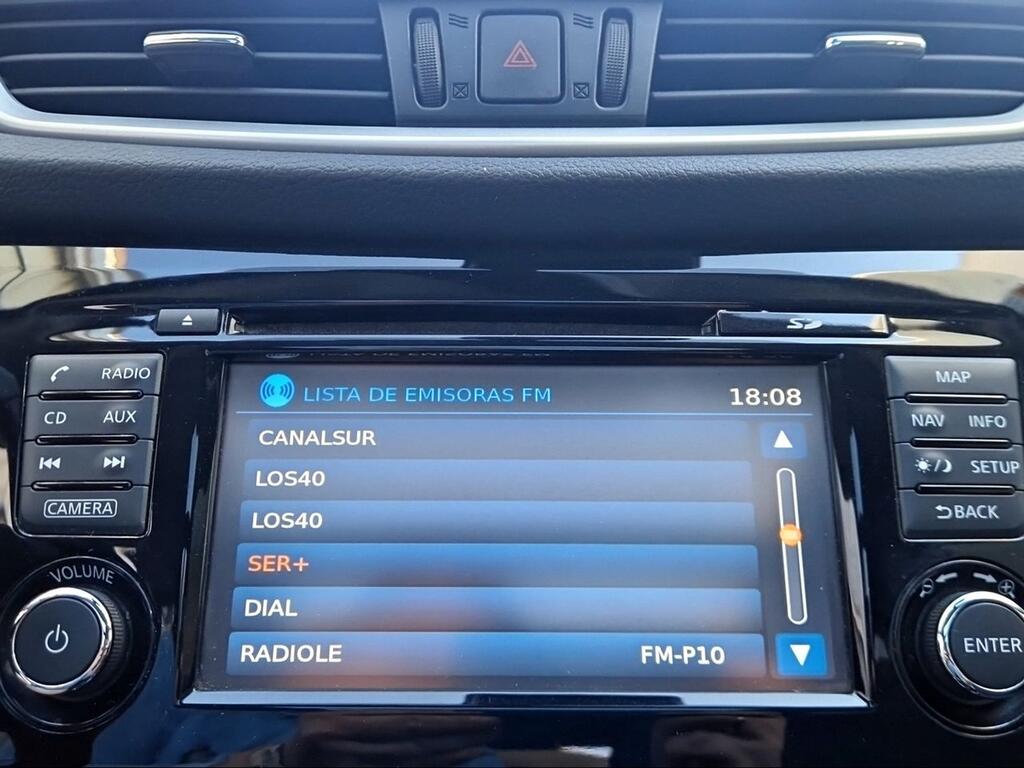 RADIO
CD AUX
CAMERA
VOLUME
LISTA DE EMISORAS FM 18:08
CANALSUR
LOS40
LOS40
SER+
DIAL
RADIOLE FM-P10
SD
MAP
NAV INFO
SETUP
BACK
ENTER